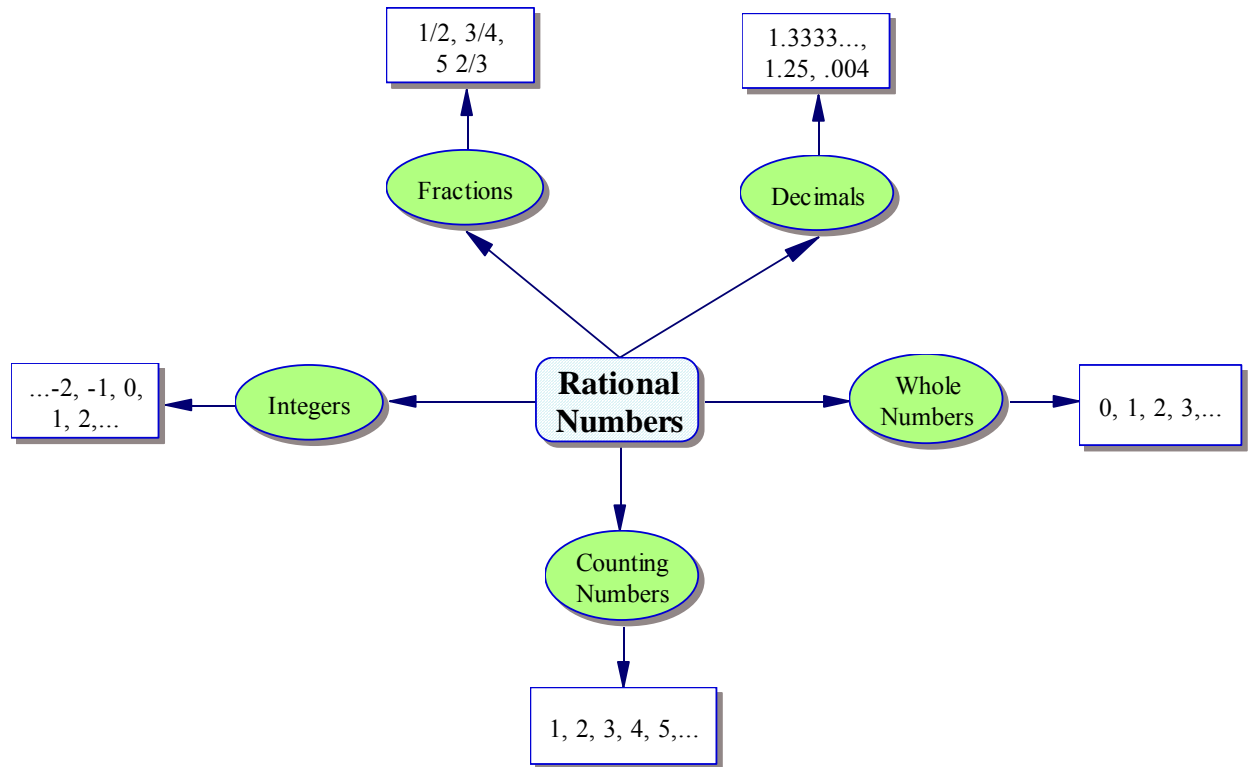 1/2, 3/4,
5 2/3
1.3333...,
1.25, .004
Fractions
Decimals
...-2, -1, 0,
1, 2,...
Integers
Rational
Numbers
Whole
Numbers
0, 1, 2, 3,...
Counting
Numbers
1, 2, 3, 4, 5,...